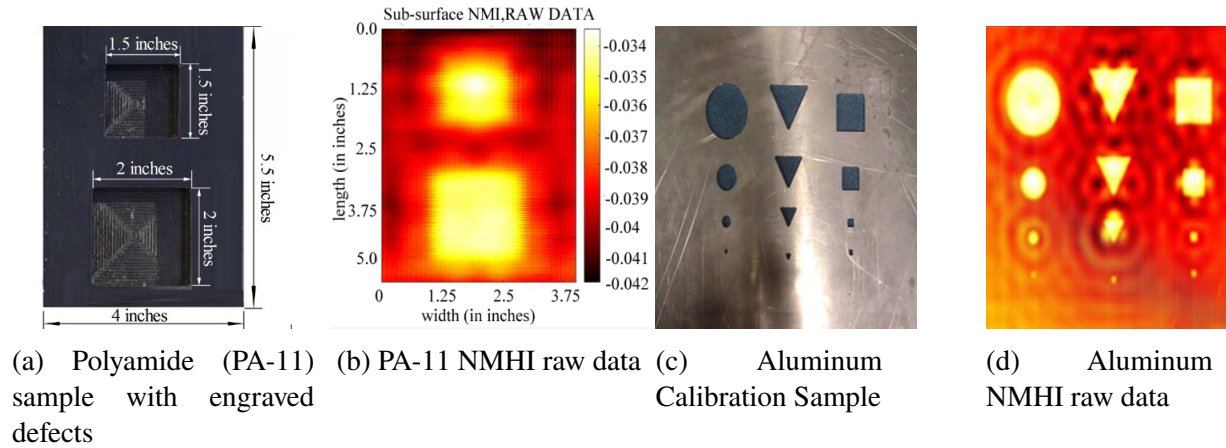 1.5 inches
1.5 inches
2 inches
2 inches
5.5 inches
4 inches
Sub-surface NMI,RAW DATA
0.0
1.25
2.5
3.75
5.0
length (in inches)
0
1.25
2.5
3.75
width (in inches)
-0.034
-0.035
-0.036
-0.037
-0.038
-0.039
-0.04
-0.041
-0.042
(a) Polyamide (PA-11)
sample with engraved
defects
(b) PA-11 NMHI raw data
(c) Aluminum
Calibration Sample
(d) Aluminum
NMHI raw data